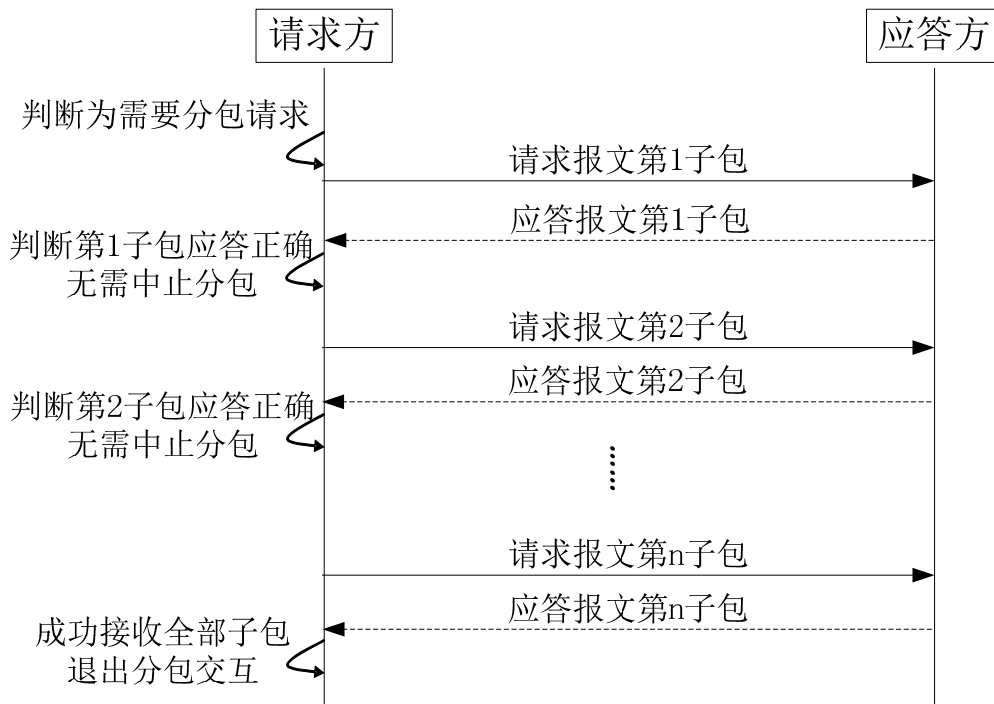 请求方
应答方
判断为需要分包请求
请求报文第1子包
应答报文第1子包
判断第1子包应答正确
无需中止分包
请求报文第2子包
应答报文第2子包
判断第2子包应答正确
无需中止分包
请求报文第n子包
应答报文第n子包
成功接收全部子包
退出分包交互